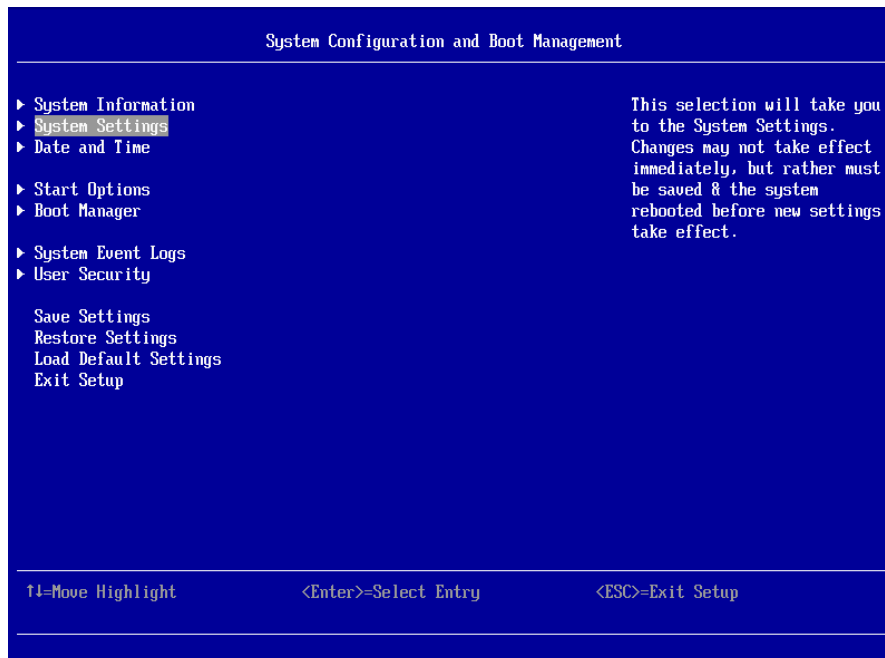 System Configuration and Boot Management
System Information
System Settings
Date and Time
Start Options
Boot Manager
System Event Logs
User Security
Save Settings
Restore Settings
Load Default Settings
Exit Setup
This selection will take you
to the System Settings.
Changes may not take effect
immediately, but rather must
be saved & the system
rebooted before new settings
take effect.
↑↓=Move Highlight <Enter>=Select Entry <ESC>=Exit Setup